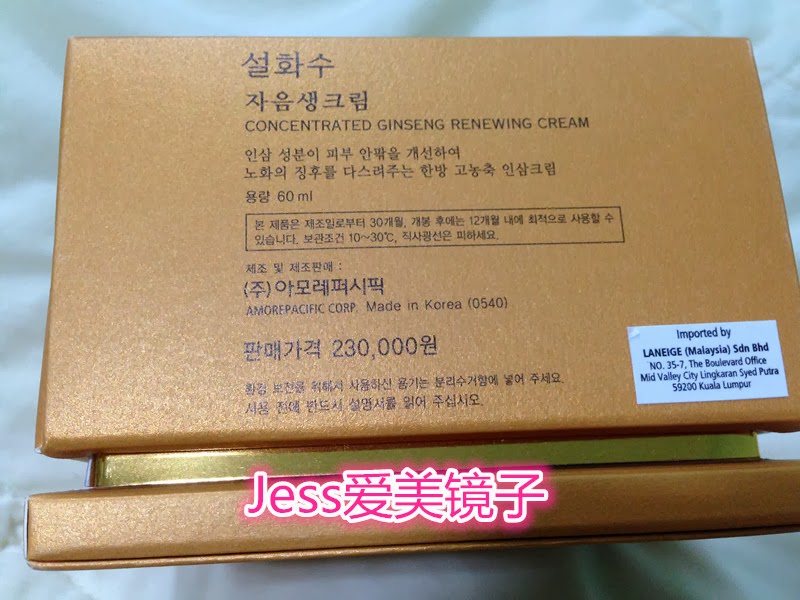 설화수
자음생크림
CONCENTRATED GINSENG RENEWING CREAM
인삼 성분이 피부 안팎을 개선하여
노화의 징후를 다스려주는 한방 고농축 인삼크림
용량 60 ml
본 제품은 제조일로부터 30개월, 개봉 후에는 12개월 내에 최적으로 사용할 수
있습니다. 보관조건 10~30℃, 직사광선은 피하세요.
제조 및 제조판매 :
(주)아모레퍼시픽
AMOREPACIFIC CORP. Made in Korea (0540)
판매가격 230,000원
환경 보전을 위해서 사용하신 용기는 분리수거함에 넣어 주세요.
사용 전에 반드시 설명서를 읽어 주십시오.
Imported by
LANEIGE (Malaysia) Sdn Bhd
NO. 35-7, The Boulevard Office
Mid Valley City Lingkaran Syed Putra
59200 Kuala Lumpur
Jess爱美镜子